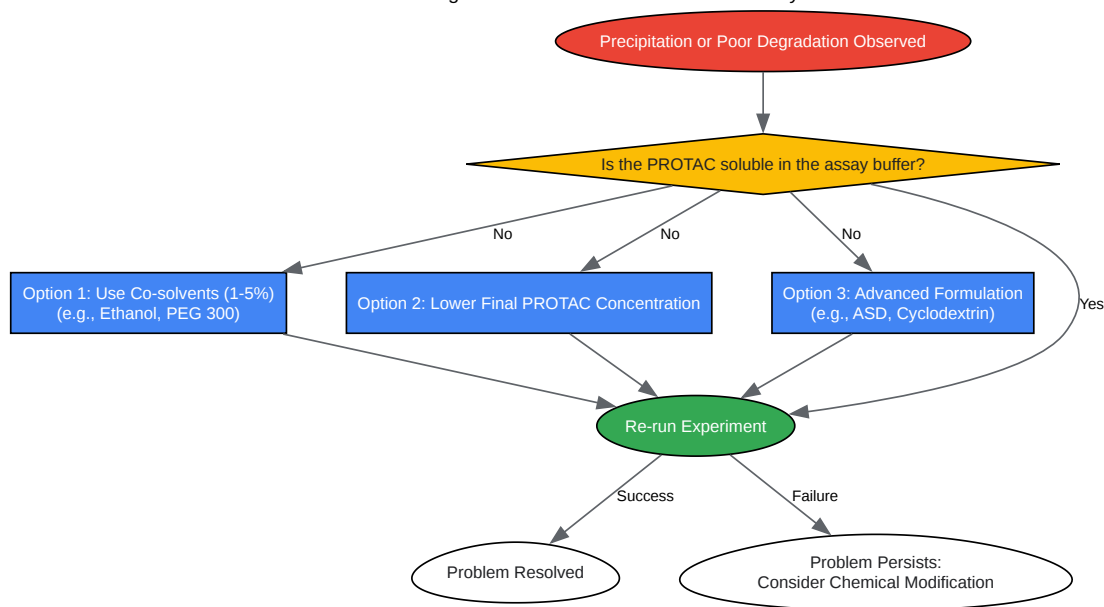 Precipitation or Poor Degradation Observed
Is the PROTAC soluble in the assay buffer?
No
No
No
Yes
Option 1: Use Co-solvents (1-5%)
(e.g., Ethanol, PEG 300)
Option 2: Lower Final PROTAC Concentration
Option 3: Advanced Formulation
(e.g., ASD, Cyclodextrin)
Re-run Experiment
Success
Failure
Problem Resolved
Problem Persists:
Consider Chemical Modification